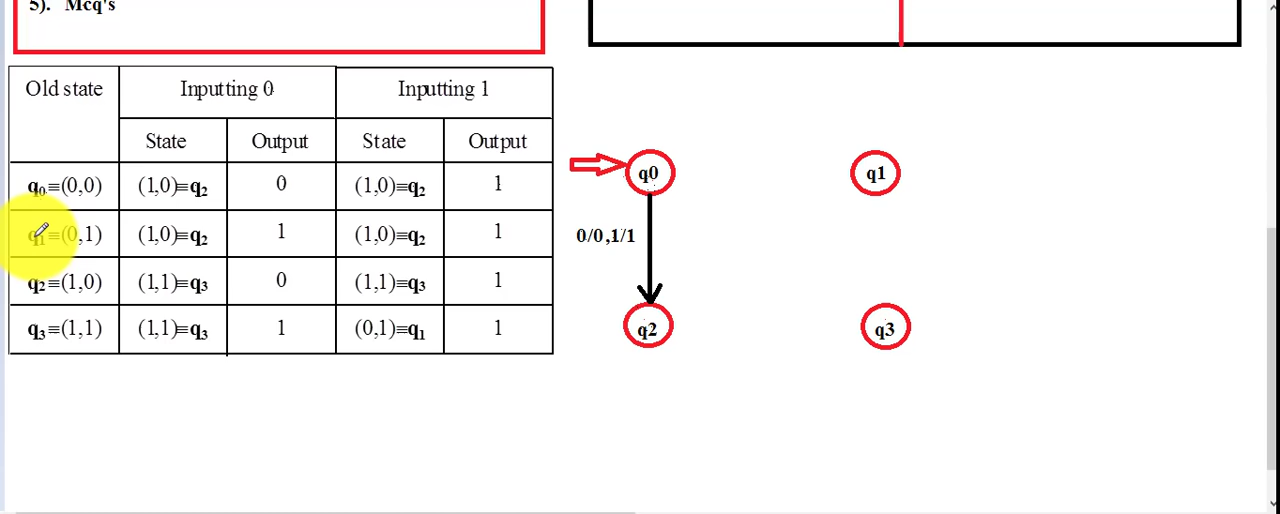 5). Mcq's
Old state Inputting 0 Inputting 1
State Output State Output
q₀≡(0,0) (1,0)≡q₂ 0 (1,0)≡q₂ 1
q₁≡(0,1) (1,0)≡q₂ 1 (1,0)≡q₂ 1
q₂≡(1,0) (1,1)≡q₃ 0 (1,1)≡q₃ 1
q₃≡(1,1) (1,1)≡q₃ 1 (0,1)≡q₁ 1
q0 q1
0/0,1/1
q2 q3